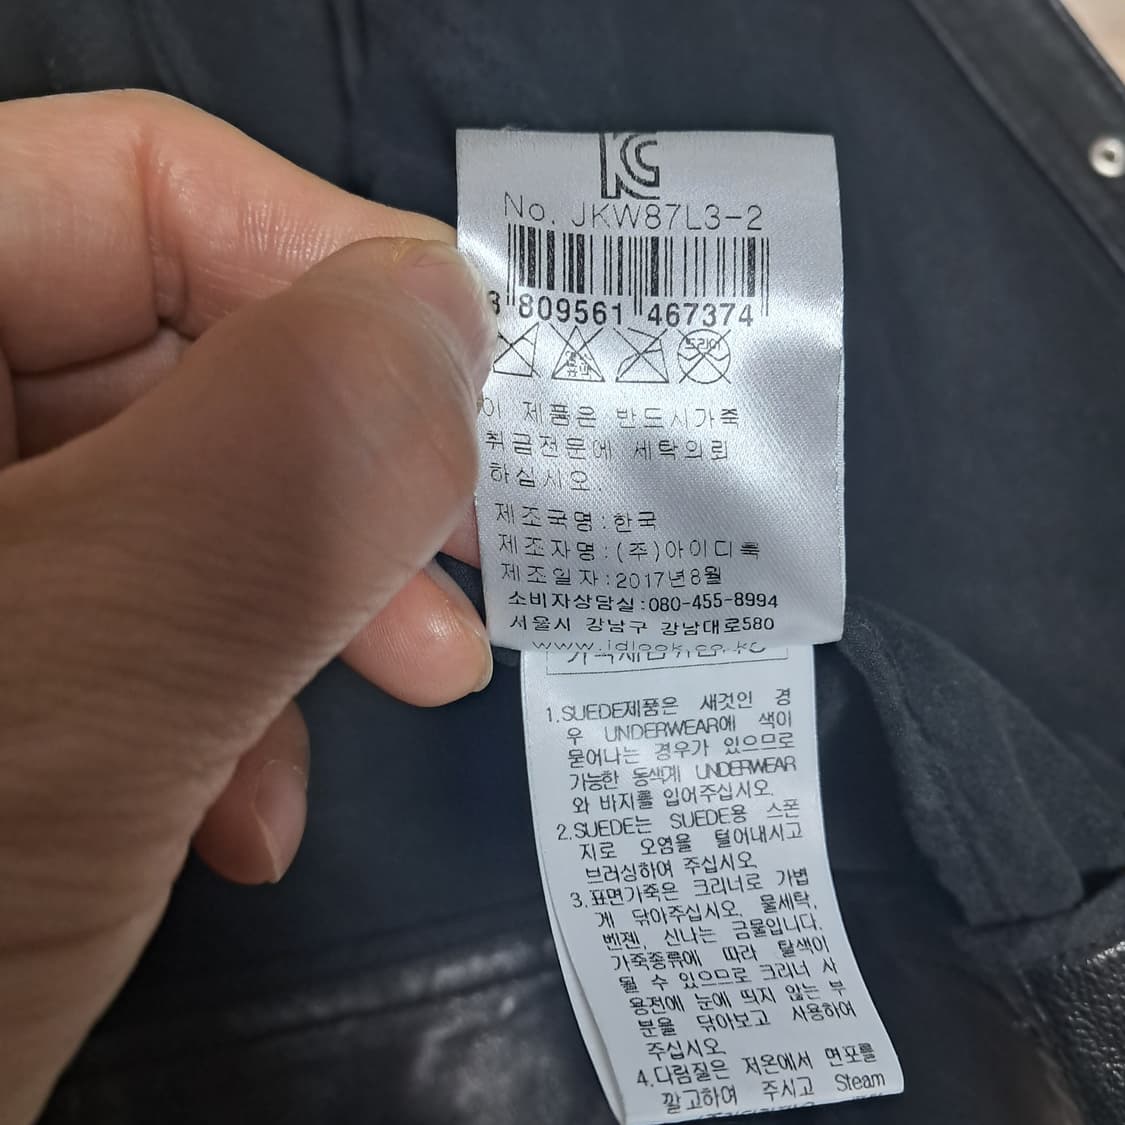 KC
No. JKW87L3-2
8 809561 467374
드라이
이 제품은 반드시가죽
취급전문에 세탁의뢰
하십시오.
제조국명:한국
제조자명:(주)아이디룩
제조일자:2017년8월
소비자상담실:080-455-8994
서울시 강남구 강남대로580
www.idlook.co.kr
1.SUEDE제품은 새것인 경
우 UNDERWEAR에 색이
묻어나는 경우가 있으므로
가능한 동색계 UNDERWEAR
와 바지를 입어주십시오.
2.SUEDE는 SUEDE용 스폰
지로 오염을 털어내시고
브러싱하여 주십시오
3.표면가죽은 크리너로 가볍
게 닦아주십시오. 물세탁,
벤젠, 신나는 금물입니다.
가죽종류에 따라 탈색이
될 수 있으므로 크리너 사
용전에 눈에 띄지 않는 부
분을 닦아보고 사용하여
주십시오
4.다림질은 저온에서 면포를
깔고하여 주시고 Steam